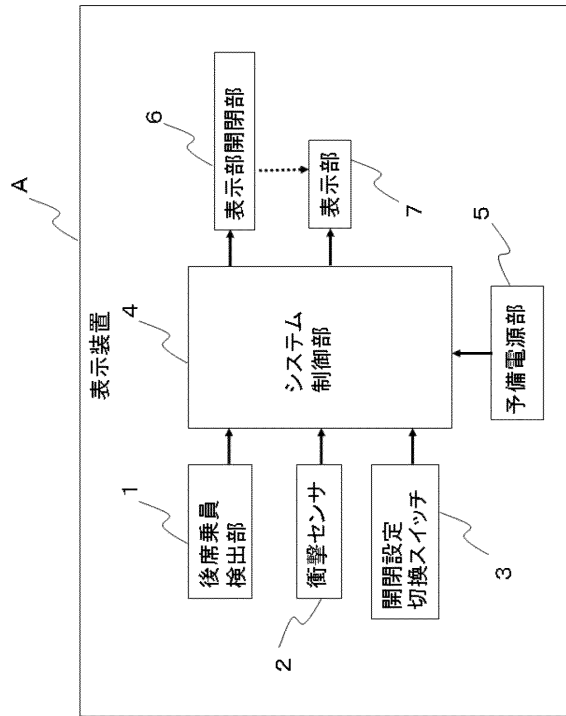 A
表示装置
1
後席乗員
検出部
2
衝撃センサ
3
開閉設定
切換スイッチ
4
システム
制御部
5
予備電源部
6
表示部開閉部
7
表示部